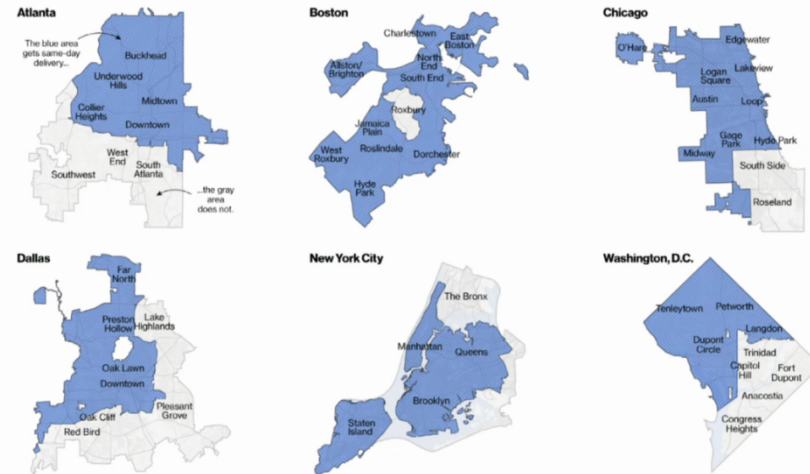 Atlanta
The blue area
gets same-day
delivery...
Buckhead
Underwood
Hills
Midtown
Collier
Heights
Downtown
West
End
South
Atlanta
Southwest
...the gray
area
does not.
Boston
Charlestown
East
Boston
North
End
Allston/
Brighton
South End
Roxbury
Jamaica
Plain
West
Roxbury
Roslindale
Dorchester
Hyde
Park
Chicago
O'Hare
Edgewater
Lakeview
Logan
Square
Austin
Loop
Gage
Park
Hyde Park
Midway
South Side
Roseland
Dallas
Far
North
Preston
Hollow
Lake
Highlands
Oak Lawn
Downtown
Pleasant
Grove
Oak Cliff
Red Bird
New York City
The Bronx
Manhattan
Queens
Brooklyn
Staten
Island
Washington, D.C.
Tenleytown
Petworth
Langdon
Dupont
Circle
Trinidad
Capitol
Hill
Fort
Dupont
Anacostia
Congress
Heights